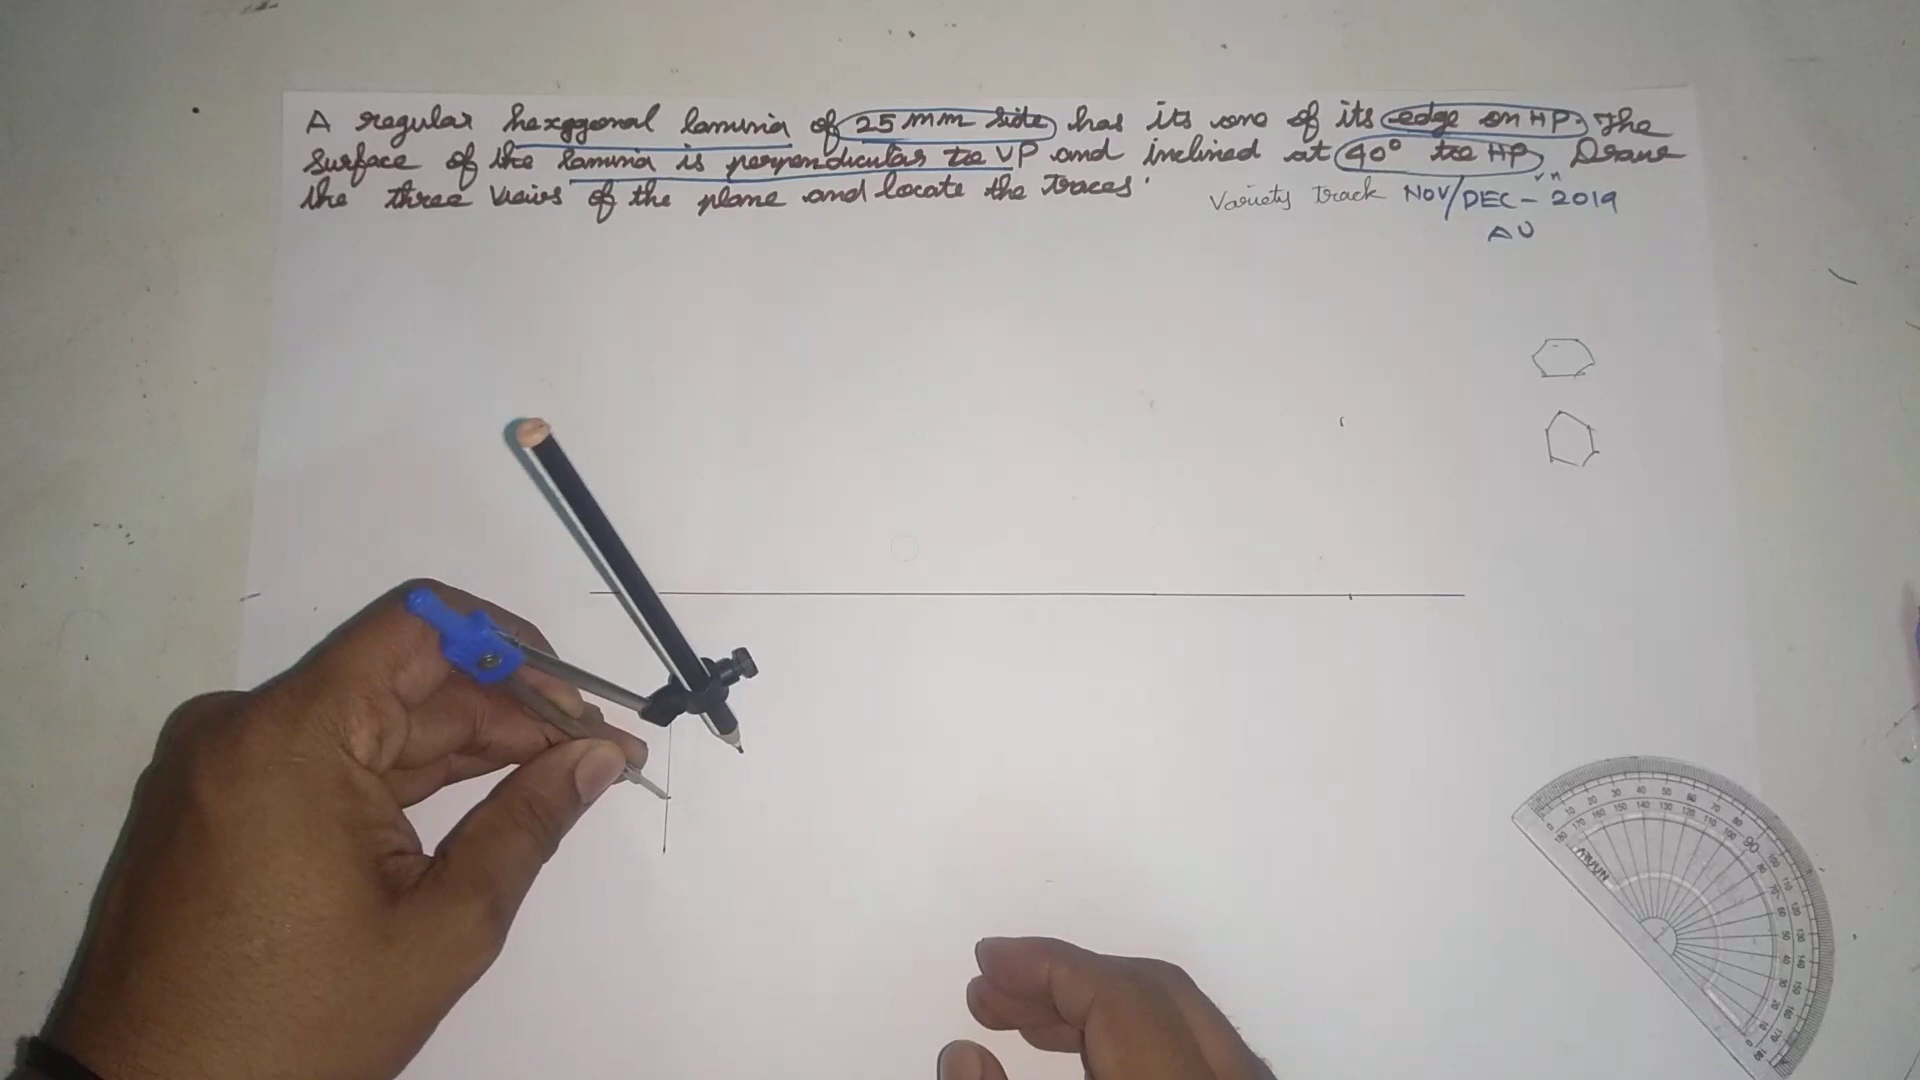 A regular hexagonal lamina of 25 mm side has its one of its edge on HP. The
surface of the lamina is perpendicular to VP and inclined at 40° to HP. Draw
the three views of the plane and locate the traces.
Variety Track NOV/DEC - 2019
AU